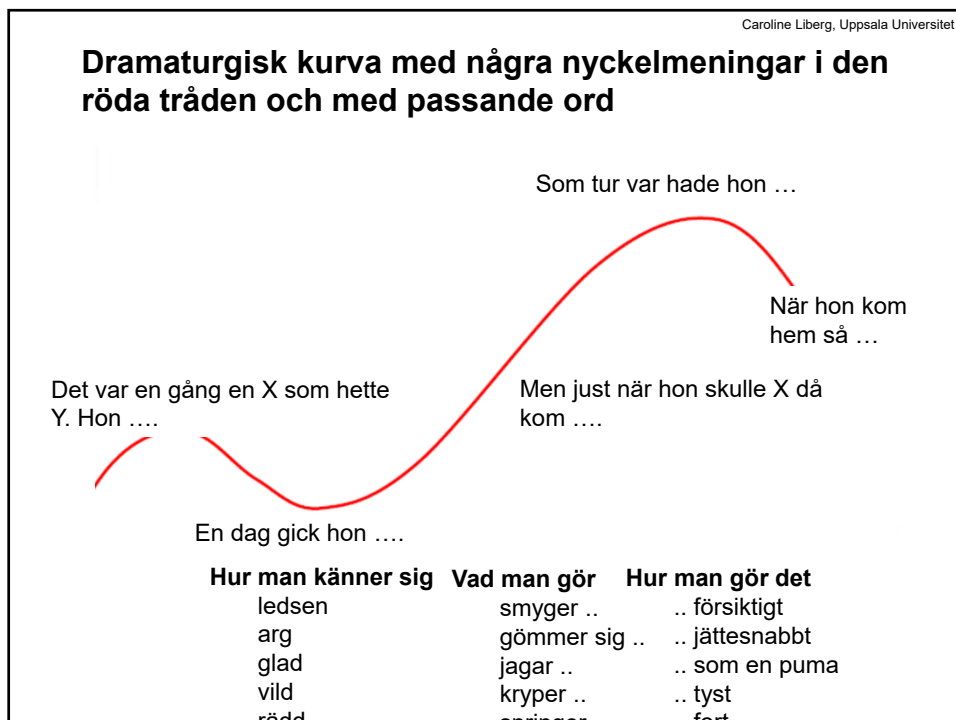 Caroline Liberg, Uppsala Universitet
Dramaturgisk kurva med några nyckelmeningar i den
röda tråden och med passande ord
Som tur var hade hon …
När hon kom
hem så …
Det var en gång en X som hette
Y. Hon ….
Men just när hon skulle X då
kom ….
En dag gick hon ….
Hur man känner sig
ledsen
arg
glad
vild
rädd
Vad man gör
smyger ..
gömmer sig ..
jagar ..
kryper ..
springer
Hur man gör det
.. försiktigt
.. jättesnabbt
.. som en puma
.. tyst
fort